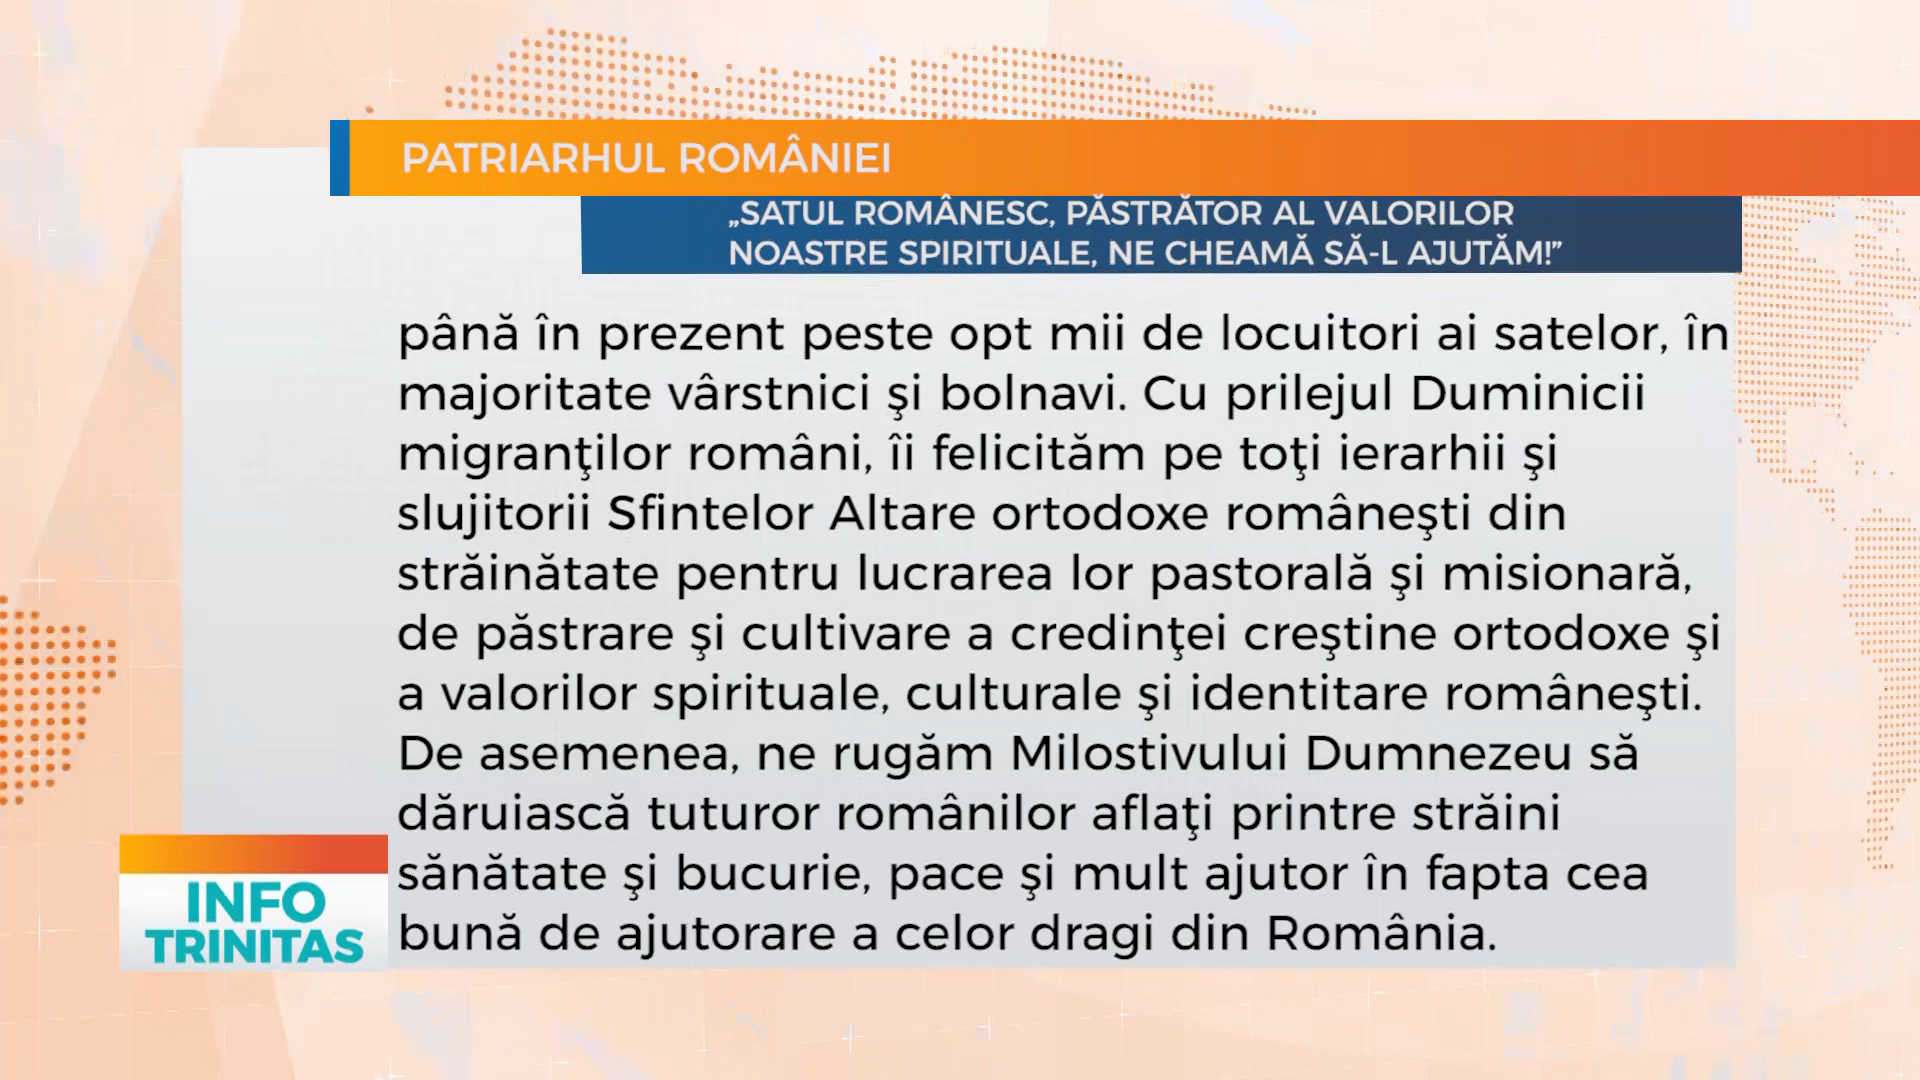 PATRIARHUL ROMÂNIEI
„SATUL ROMÂNESC, PĂSTRĂTOR AL VALORILOR
NOASTRE SPIRITUALE, NE CHEAMĂ SĂ-L AJUTĂM!”
până în prezent peste opt mii de locuitori ai satelor, în
majoritate vârstnici şi bolnavi. Cu prilejul Duminicii
migranţilor români, îi felicităm pe toţi ierarhii şi
slujitorii Sfintelor Altare ortodoxe româneşti din
străinătate pentru lucrarea lor pastorală şi misionară,
de păstrare şi cultivare a credinţei creştine ortodoxe şi
a valorilor spirituale, culturale şi identitare româneşti.
De asemenea, ne rugăm Milostivului Dumnezeu să
dăruiască tuturor românilor aflaţi printre străini
sănătate şi bucurie, pace şi mult ajutor în fapta cea
bună de ajutorare a celor dragi din România.
INFO
TRINITAS